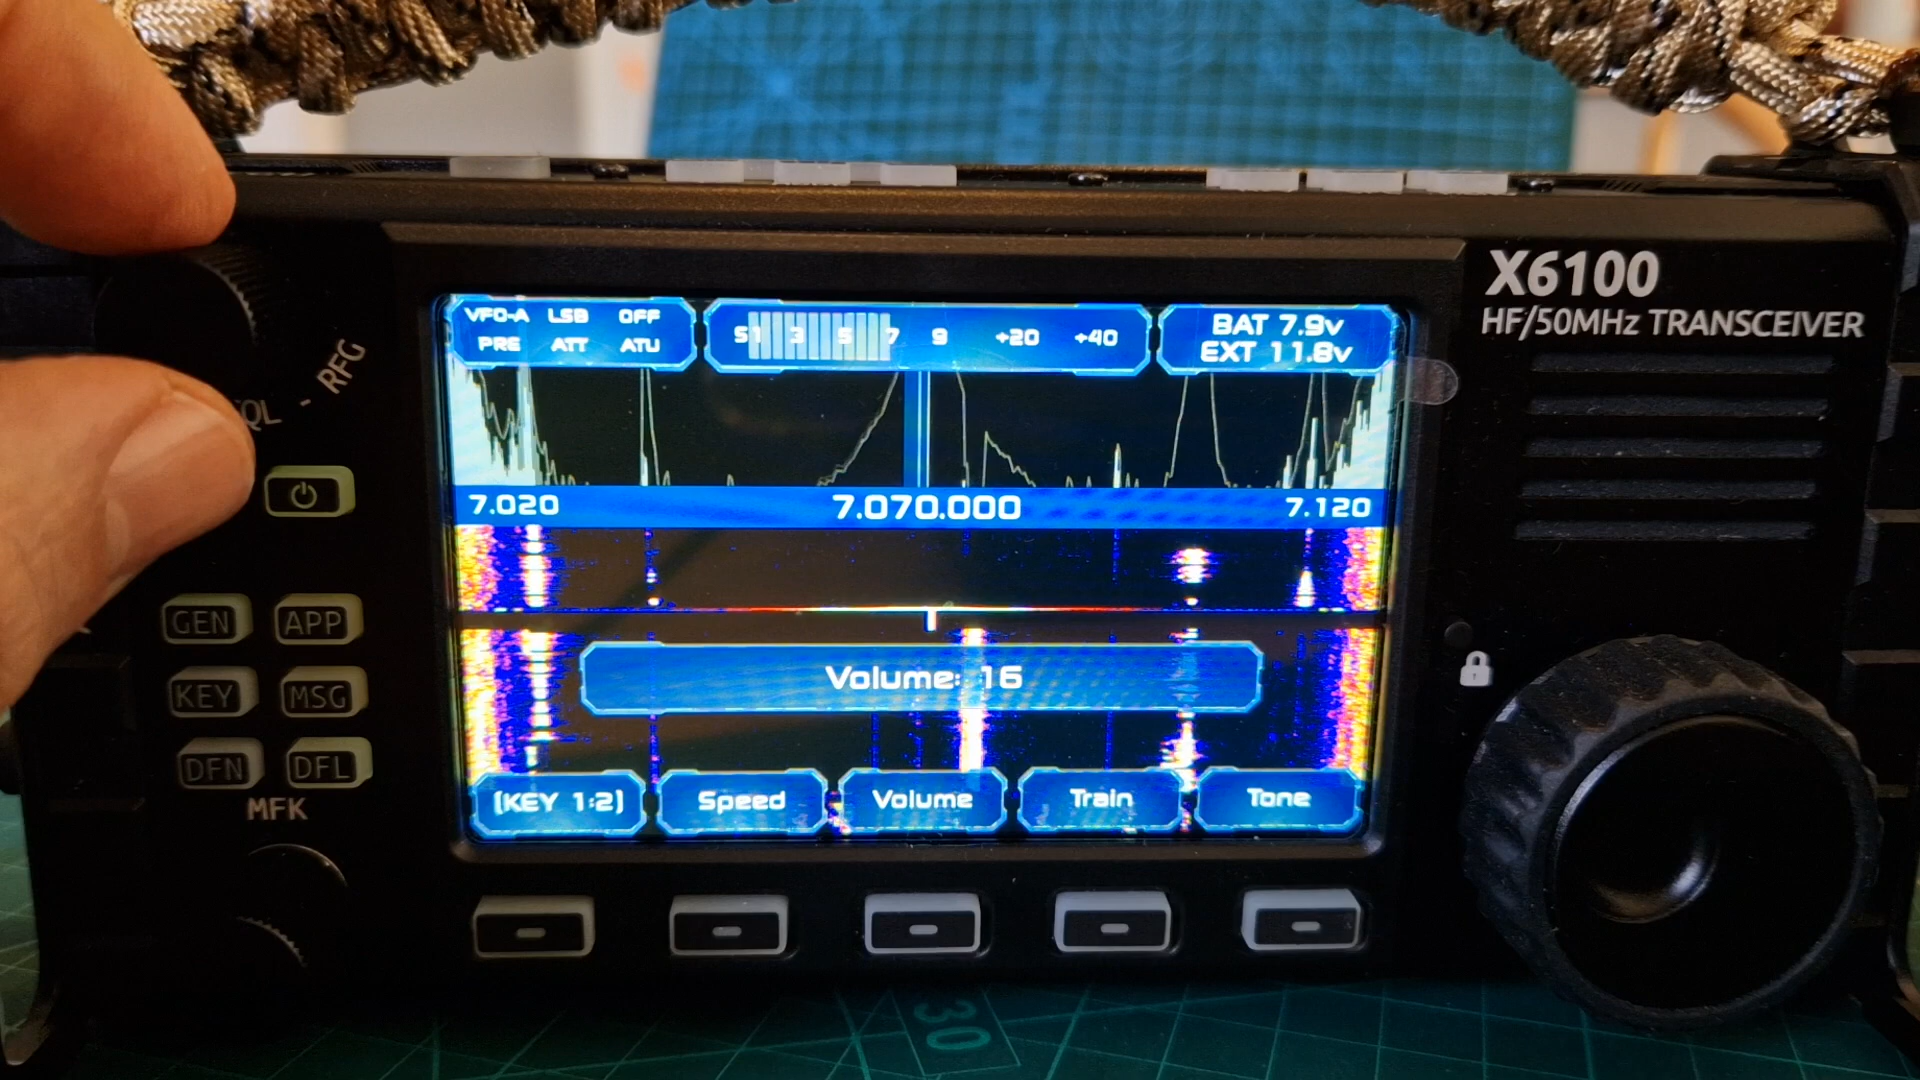 X6100
HF/50MHz TRANSCEIVER
VFO-A LSB OFF
PRE ATT ATU
S1 3 5 7 9 +20 +40
BAT 7.9v
EXT 11.8v
- RFG
7.020 7.070.000 7.120
GEN APP
KEY MSG
DFN DFL
MFK
Volume: 16
(KEY 1:2) Speed Volume Train Tone
30